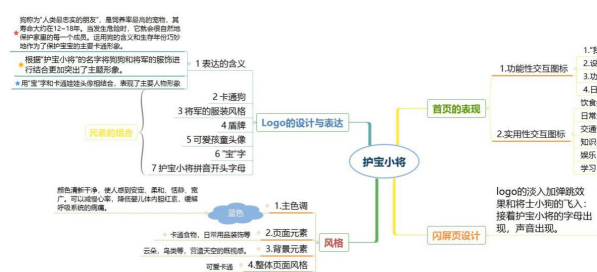 狗称为“人类最忠实的朋友”，是饲养率最高的宠物，其
寿命大约在12~18年。当发生危险时，它就会很自然地
保护家里的每一个成员。运用狗的含义和生存年份巧妙
地作为了保护宝宝的主要卡通形象。
根据“护宝小将”的名字将狗狗和将军的服饰进
行结合更加突出了主题形象。
用“宝”字和卡通娃娃头像相结合，表现了主要人物形象
1 表达的含义
元素的组合
2 卡通狗
3 将军的服装风格
4 盾牌
5 可爱孩童头像
6 “宝”字
7 护宝小将拼音开头字母
Logo的设计与表达
护宝小将
颜色清新干净，使人感到安定、柔和、恬静、宽
广。可以减慢心率，降低婴儿体内胆红素，缓解
呼吸系统的病痛。
蓝色
1.主色调
卡通食物，日常用品装饰等
2.页面元素
云朵、鸟类等，营造天空的既视感。
3.背景元素
可爱卡通
4.整体页面风格
风格
首页的表现
1.功能性交互图标
1.“我
2.设
3.功
4.日
2.实用性交互图标
饮食
日常
交通
知识
娱乐
学习
闪屏页设计
logo的淡入加弹跳效
果和将士小狗的飞入：
接着护宝小将的字母出
现，声音出现。